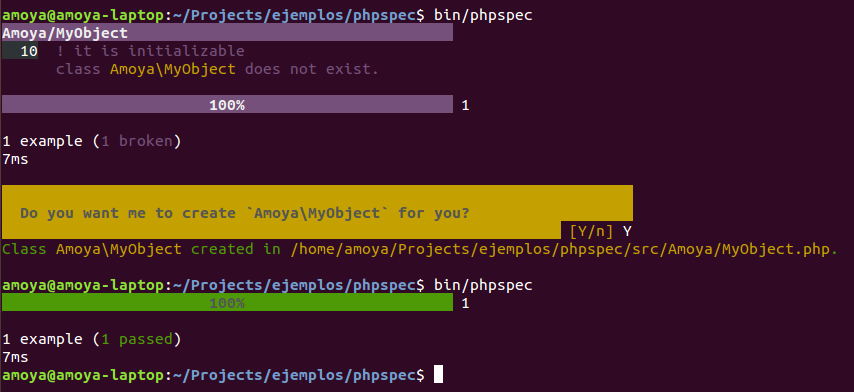 amoya@amoya-laptop:~/Projects/ejemplos/phpspec$ bin/phpspec
Amoya/MyObject
10 ! it is initializable
class Amoya\MyObject does not exist.
100% 1
1 example (1 broken)
7ms
Do you want me to create `Amoya\MyObject` for you?
[Y/n] Y
Class Amoya\MyObject created in /home/amoya/Projects/ejemplos/phpspec/src/Amoya/MyObject.php.
amoya@amoya-laptop:~/Projects/ejemplos/phpspec$ bin/phpspec
100% 1
1 example (1 passed)
7ms
amoya@amoya-laptop:~/Projects/ejemplos/phpspec$